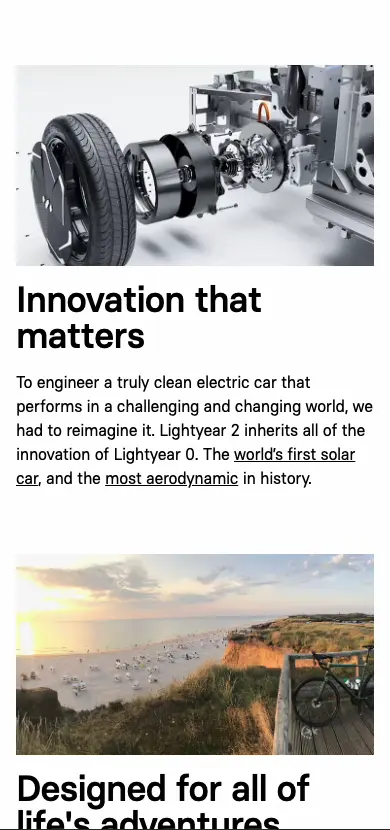 Innovation that
matters
To engineer a truly clean electric car that
performs in a challenging and changing world, we
had to reimagine it. Lightyear 2 inherits all of the
innovation of Lightyear 0. The world’s first solar
car, and the most aerodynamic in history.
Designed for all of
life's adventures